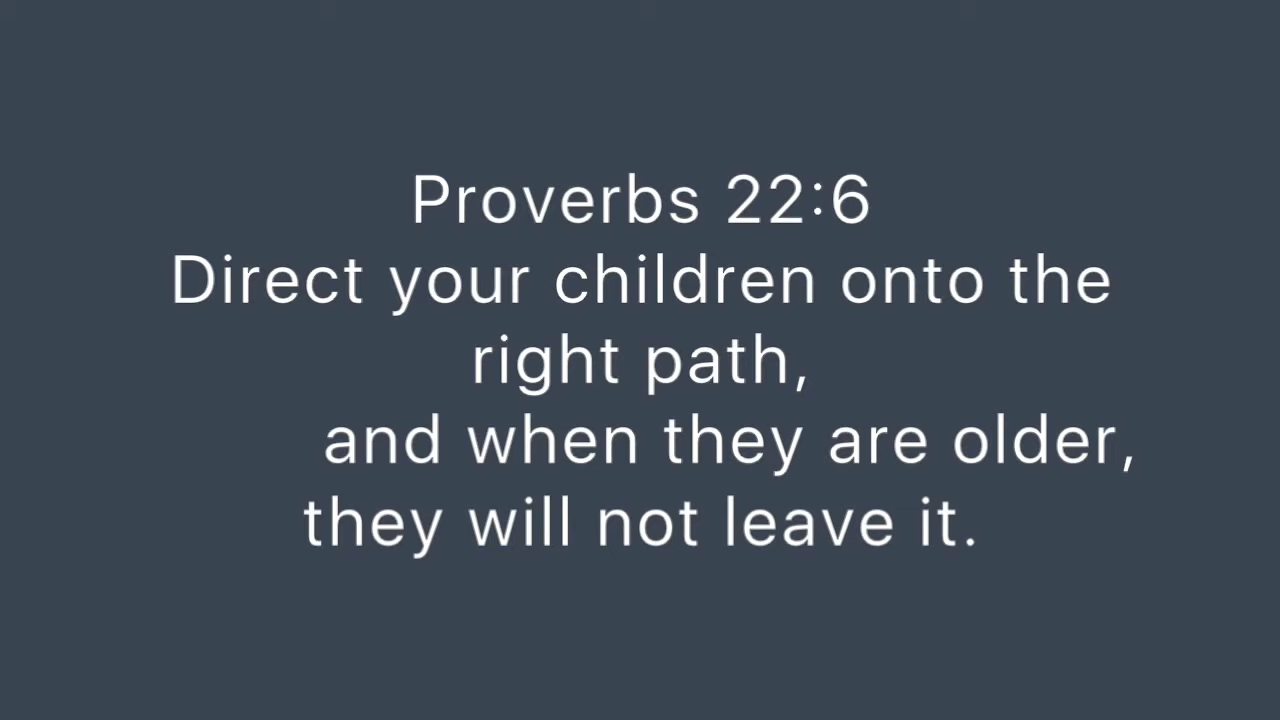 Proverbs 22:6
Direct your children onto the
right path,
and when they are older,
they will not leave it.